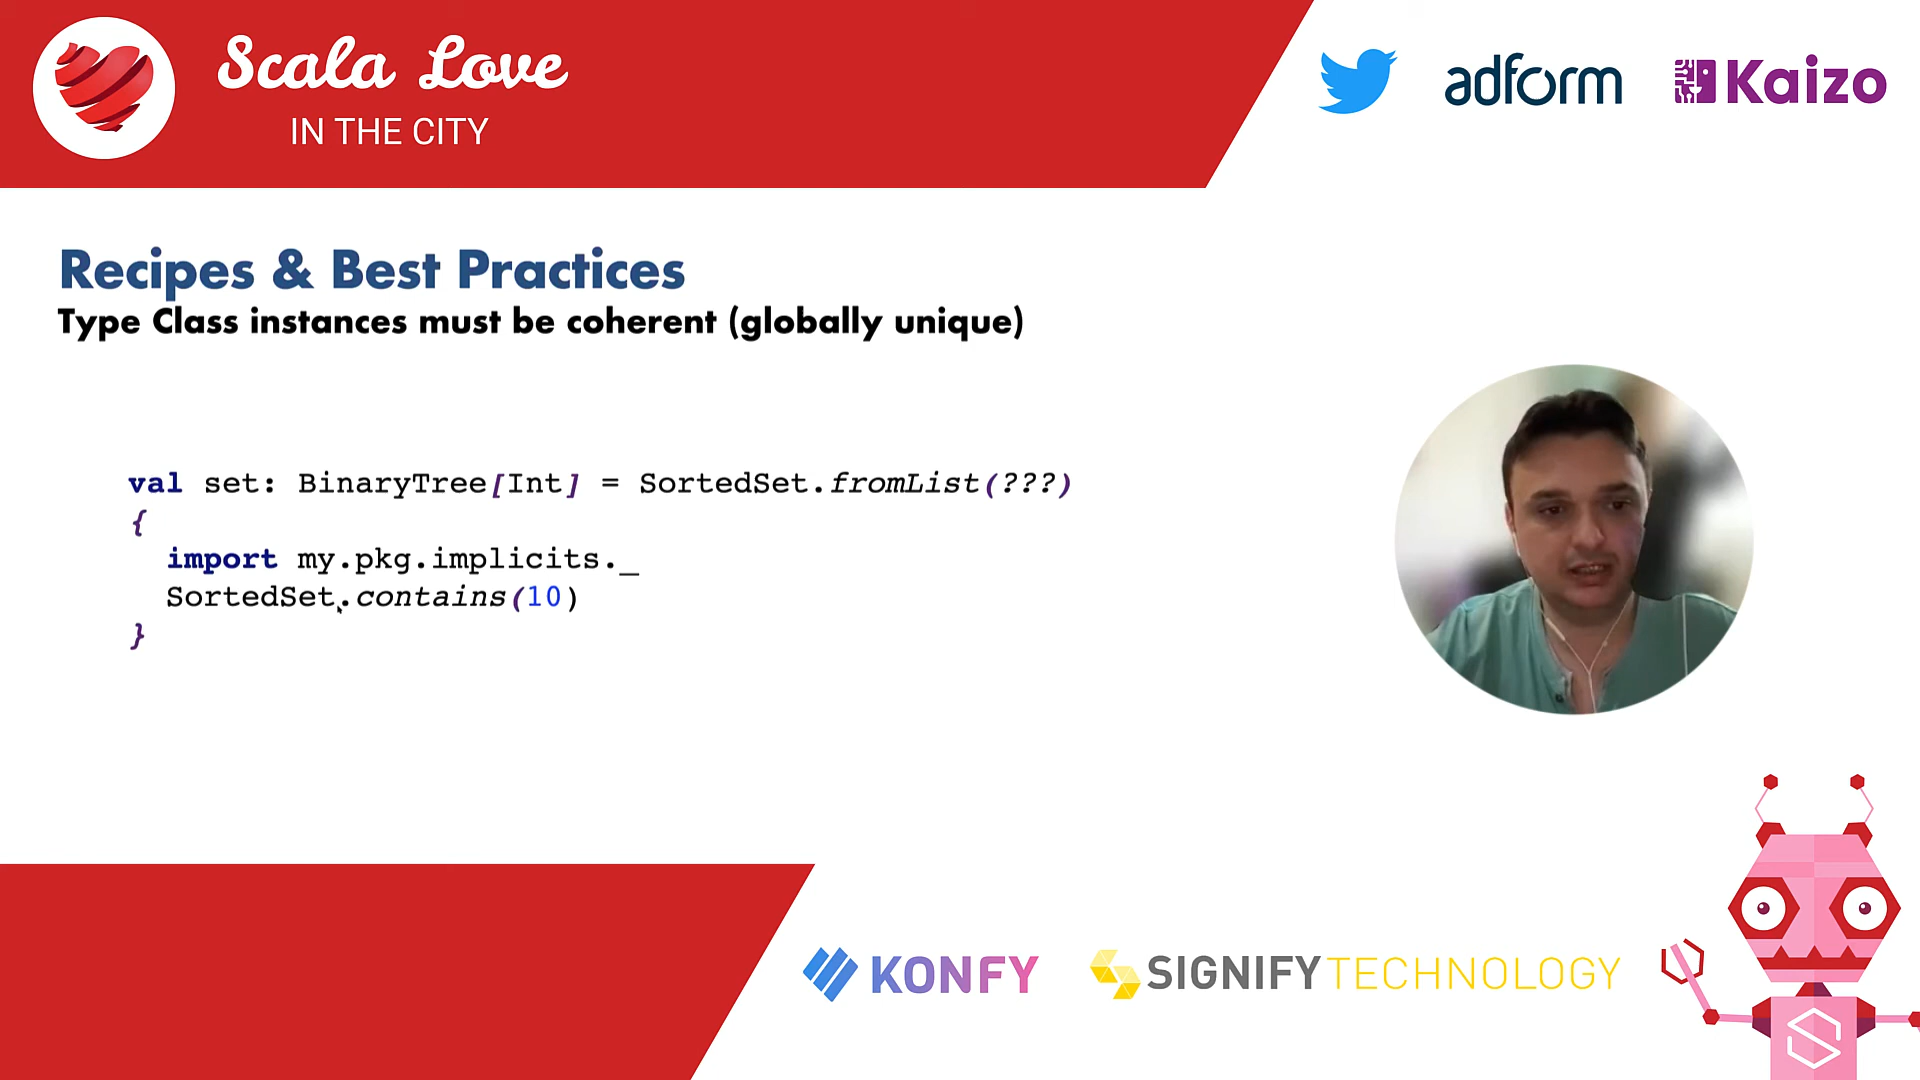 Scala Love
IN THE CITY
adform
Kaizo
Recipes & Best Practices
Type Class instances must be coherent (globally unique)
val set: BinaryTree[Int] = SortedSet.fromList(???)
{
import my.pkg.implicits._
SortedSet.contains(10)
}
KONFY
SIGNIFY TECHNOLOGY